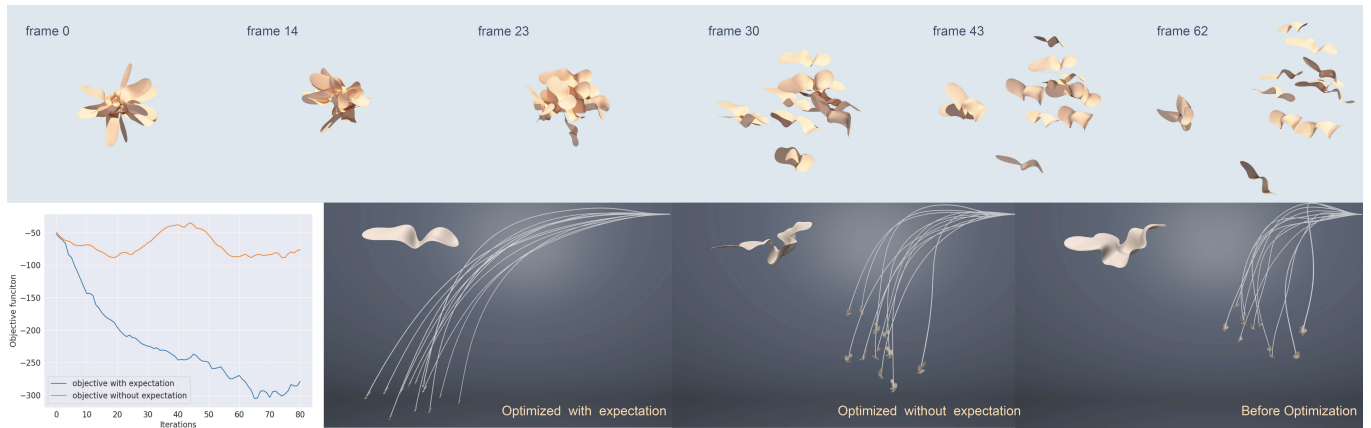 frame 0
frame 14
frame 23
frame 30
frame 43
frame 62
Objective funciton
−50
−100
−150
−200
−250
−300
objective with expectation
objective without expectation
0 10 20 30 40 50 60 70 80
Iterations
Optimized with expectation
Optimized without expectation
Before Optimization